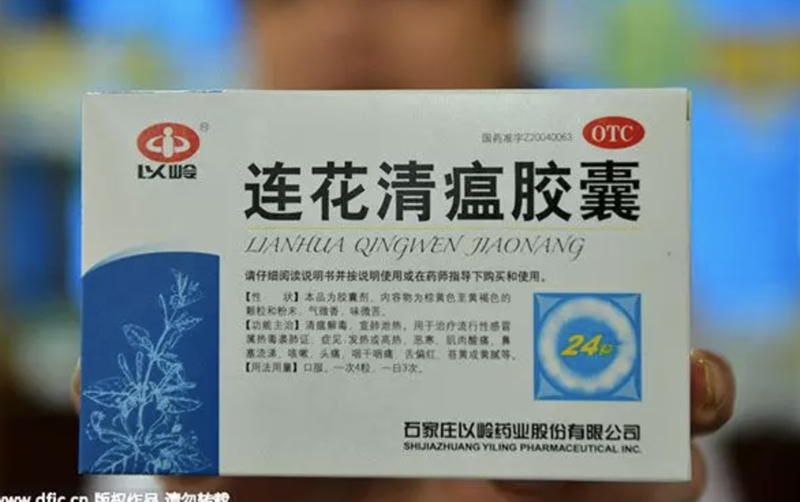 以岭
®
国药准字Z20040063
OTC
连花清瘟胶囊
LIANHUA QINGWEN JIAONANG
请仔细阅读说明书并按说明使用或在药师指导下购买和使用。
【性　状】本品为胶囊剂，内容物为棕黄色至黄褐色的
颗粒和粉末，气微香，味微苦。
【功能主治】清瘟解毒，宣肺泄热。用于治疗流行性感冒
属热毒袭肺证，症见：发热或高热，恶寒，肌肉酸痛，鼻
塞流涕，咳嗽，头痛，咽干咽痛，舌偏红，苔黄或黄腻等。
【用法用量】口服。一次4粒，一日3次。
24粒
石家庄以岭药业股份有限公司
SHIJIAZHUANG YILING PHARMACEUTICAL INC.
www.dfic.cn 版权作品 请勿转载